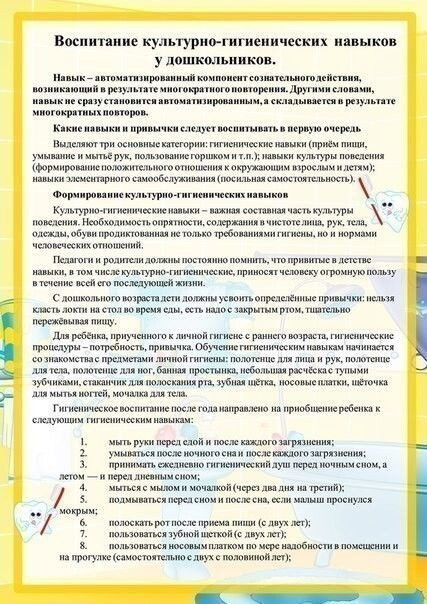 Воспитание культурно-гигиенических навыков
у дошкольников.
Навык – автоматизированный компонент сознательного действия,
возникающий в результате многократного повторения. Другими словами,
навык не сразу становится автоматизированным, а складывается в результате
многократных повторов.
Какие навыки и привычки следует воспитывать в первую очередь
Выделяют три основные категории: гигиенические навыки (приём пищи,
умывание и мытьё рук, пользование горшком и т.п.); навыки культуры поведения
(формирование положительного отношения к окружающим взрослым и детям);
навыки элементарного самообслуживания (посильная самостоятельность).
Формирование культурно-гигиенических навыков
Культурно-гигиенические навыки – важная составная часть культуры
поведения. Необходимость опрятности, содержания в чистоте лица, рук, тела,
одежды, обуви продиктована не только требованиями гигиены, но и нормами
человеческих отношений.
Педагоги и родители должны постоянно помнить, что привитые в детстве
навыки, в том числе культурно-гигиенические, приносят человеку огромную пользу
в течение всей его последующей жизни.
С дошкольного возраста дети должны усвоить определённые привычки: нельзя
класть локти на стол во время еды, есть надо с закрытым ртом, тщательно
пережёвывая пищу.
Для ребёнка, приученного к личной гигиене с раннего возраста, гигиенические
процедуры – потребность, привычка. Обучение гигиеническим навыкам начинается
со знакомства с предметами личной гигиены: полотенце для лица и рук, полотенце
для тела, полотенце для ног, банная простынка, небольшая расчёска с тупыми
зубчиками, стаканчик для полоскания рта, зубная щётка, носовые платки, щёточка
для мытья ногтей, мочалка для тела.
Гигиеническое воспитание после года направлено на приобщение ребенка к
следующим гигиеническим навыкам:
1. мыть руки перед едой и после каждого загрязнения;
2. умываться после ночного сна и после каждого загрязнения;
3. принимать ежедневно гигиенический душ перед ночным сном, а
летом — и перед дневным сном;
4. мыться с мылом и мочалкой (через два дня на третий);
5. подмываться перед сном и после сна, если малыш проснулся
мокрым;
6. полоскать рот после приема пищи (с двух лет);
7. пользоваться зубной щеткой (с двух лет);
8. пользоваться носовым платком по мере надобности в помещении и
на прогулке (самостоятельно с двух с половиной лет);